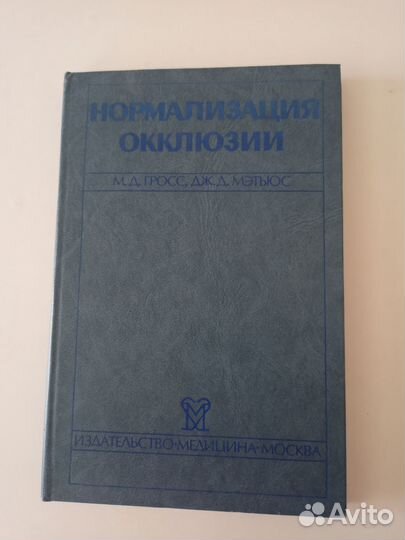 НОРМАЛИЗАЦИЯ
ОККЛЮЗИИ
М.Д. ГРОСС, ДЖ.Д. МЭТЬЮС
ИЗДАТЕЛЬСТВО·МЕДИЦИНА·МОСКВА
Avito